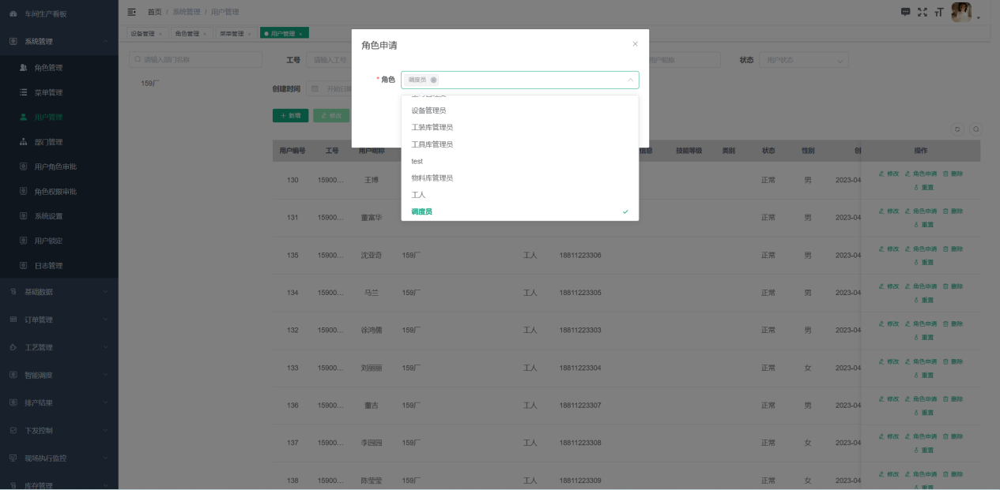 车间生产看板
系统管理
角色管理
菜单管理
用户管理
部门管理
用户角色审批
角色权限审批
系统设置
用户锁定
日志管理
基础数据
订单管理
工艺管理
智能调度
排产结果
下发控制
现场执行监控
库存管理
首页 / 系统管理 / 用户管理
设备管理 × 角色管理 × 菜单管理 × 用户管理 ×
请输入部门名称
159厂
工号 请输入工号
用户昵称
状态 用户状态
创建时间 开始日期
+ 新增 修改
角色申请
* 角色 调度员
设备管理员
工装库管理员
工具库管理员
test
物料库管理员
工人
调度员
用户编号 工号 用户昵称 技能等级 类别 状态 性别 创 操作
130 15900... 王博 正常 男 2023-04 修改 角色申请 删除
重置
131 15900... 董富华 正常 男 2023-04 修改 角色申请 删除
重置
135 15900... 沈亚奇 159厂 工人 18811223306 正常 男 2023-04 修改 角色申请 删除
重置
134 15900... 马兰 159厂 工人 18811223305 正常 男 2023-04 修改 角色申请 删除
重置
132 15900... 徐鸿儒 159厂 工人 18811223303 正常 男 2023-04 修改 角色申请 删除
重置
133 15900... 刘丽丽 159厂 工人 18811223304 正常 女 2023-04 修改 角色申请 删除
重置
136 15900... 董吉 159厂 工人 18811223307 正常 男 2023-04 修改 角色申请 删除
重置
137 15900... 李园园 159厂 工人 18811223308 正常 女 2023-04 修改 角色申请 删除
重置
138 15900... 陈莹莹 159厂 工人 18811223309 正常 女 2023-04 修改 角色申请 删除
重置